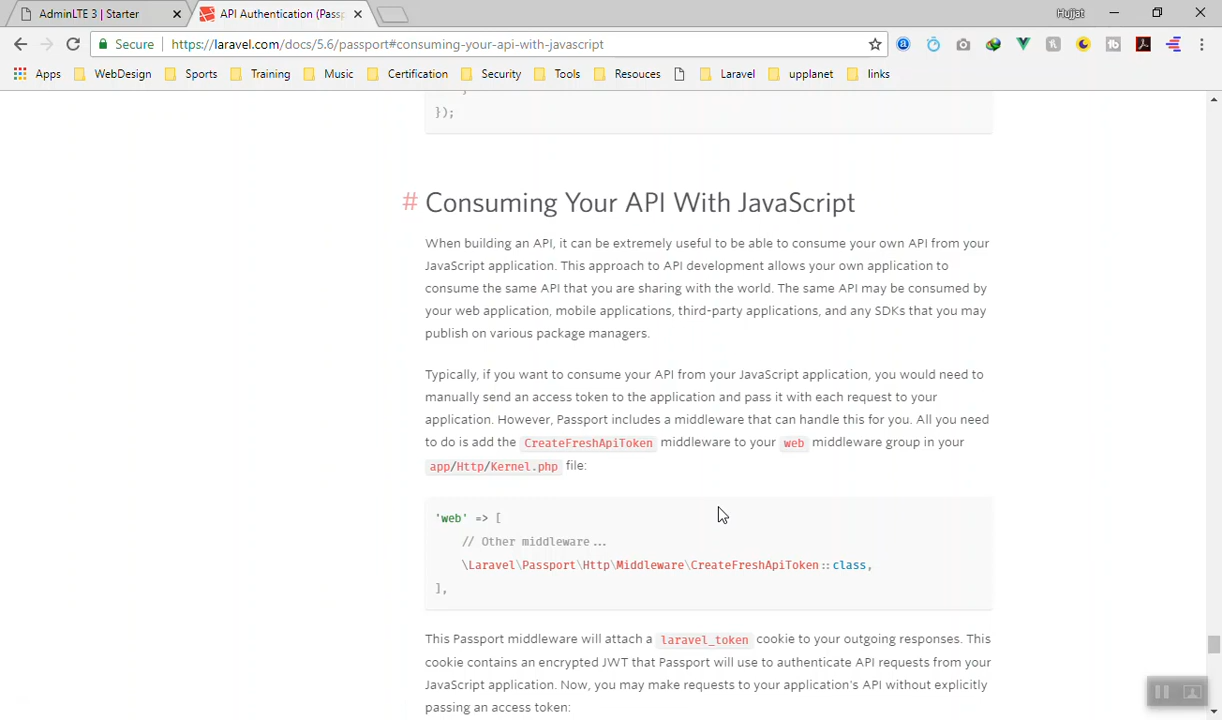 AdminLTE 3 | Starter
API Authentication (Passp
Hujjat
Secure
https://laravel.com/docs/5.6/passport#consuming-your-api-with-javascript
Apps
WebDesign
Sports
Training
Music
Certification
Security
Tools
Resouces
Laravel
upplanet
links
});
# Consuming Your API With JavaScript
When building an API, it can be extremely useful to be able to consume your own API from your
JavaScript application. This approach to API development allows your own application to
consume the same API that you are sharing with the world. The same API may be consumed by
your web application, mobile applications, third-party applications, and any SDKs that you may
publish on various package managers.
Typically, if you want to consume your API from your JavaScript application, you would need to
manually send an access token to the application and pass it with each request to your
application. However, Passport includes a middleware that can handle this for you. All you need
to do is add the CreateFreshApiToken middleware to your web middleware group in your
app/Http/Kernel.php file:
'web' => [
// Other middleware...
\Laravel\Passport\Http\Middleware\CreateFreshApiToken::class,
],
This Passport middleware will attach a laravel_token cookie to your outgoing responses. This
cookie contains an encrypted JWT that Passport will use to authenticate API requests from your
JavaScript application. Now, you may make requests to your application's API without explicitly
passing an access token: